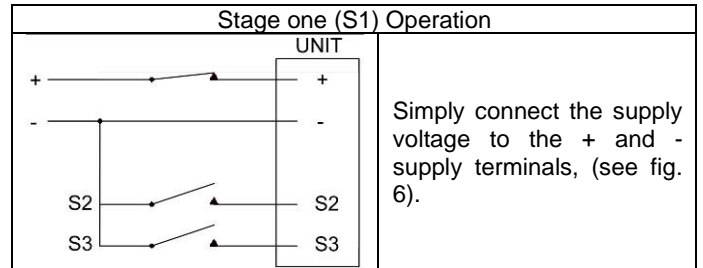 Stage one (S1) Operation
UNIT
+ +
- -
S2 S2
S3 S3
Simply connect the supply
voltage to the + and -
supply terminals, (see fig.
6).